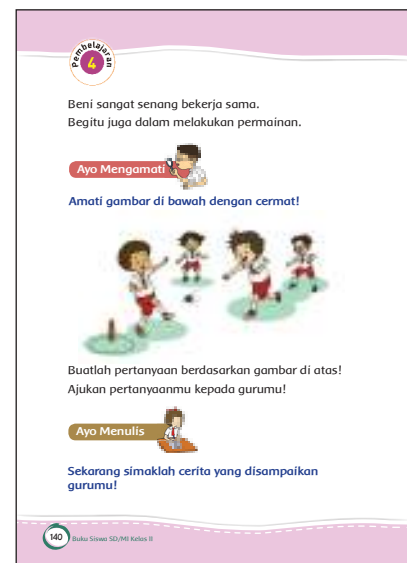 Pembelajaran
4
Beni sangat senang bekerja sama.
Begitu juga dalam melakukan permainan.
Ayo Mengamati
Amati gambar di bawah dengan cermat!
Buatlah pertanyaan berdasarkan gambar di atas!
Ajukan pertanyaanmu kepada gurumu!
Ayo Menulis
Sekarang simaklah cerita yang disampaikan
gurumu!
140 Buku Siswa SD/MI Kelas II